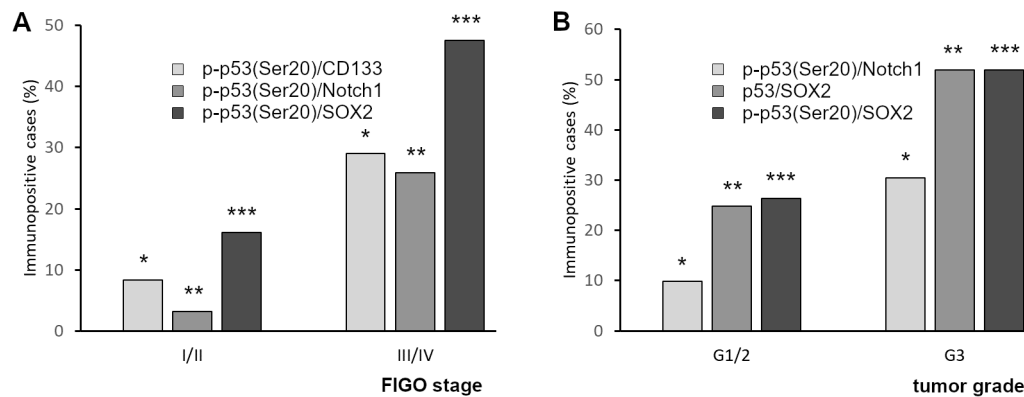 A
Immunopositive cases (%)
50
40
30
20
10
0
p-p53(Ser20)/CD133
p-p53(Ser20)/Notch1
p-p53(Ser20)/SOX2
*
**
***
*
**
***
I/II
III/IV
FIGO stage
B
Immunopositive cases (%)
60
50
40
30
20
10
0
p-p53(Ser20)/Notch1
p53/SOX2
p-p53(Ser20)/SOX2
*
**
***
*
**
***
G1/2
G3
tumor grade